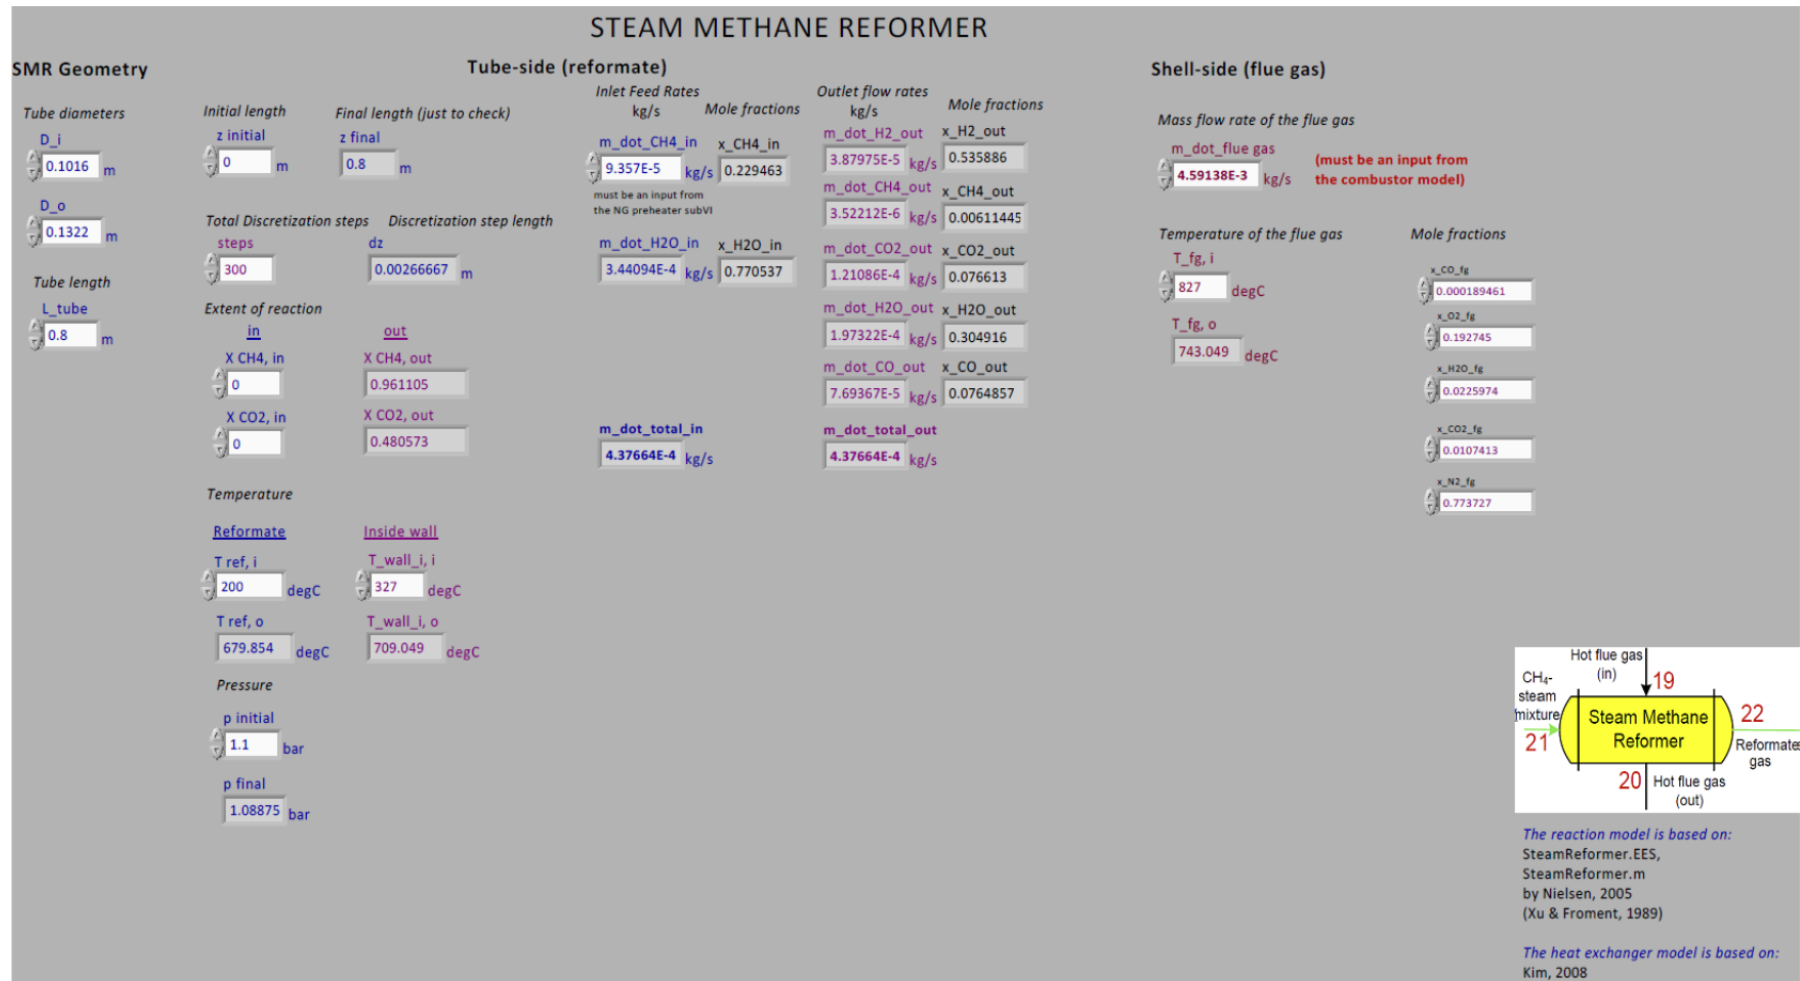 STEAM METHANE REFORMER
SMR Geometry
Tube diameters
D_i
0.1016 m
D_o
0.1322 m
Tube length
L_tube
0.8 m
Tube-side (reformate)
Initial length
z initial
0 m
Final length (just to check)
z final
0.8 m
Total Discretization steps
steps
300
Discretization step length
dz
0.00266667 m
Extent of reaction
in
out
X CH4, in
0
X CH4, out
0.961105
X CO2, in
0
X CO2, out
0.480573
Temperature
Reformate
Inside wall
T ref, i
200 degC
T_wall_i, i
327 degC
T ref, o
679.854 degC
T_wall_i, o
709.049 degC
Pressure
p initial
1.1 bar
p final
1.08875 bar
Inlet Feed Rates
kg/s
Mole fractions
m_dot_CH4_in
9.357E-5 kg/s
x_CH4_in
0.229463
must be an input from
the NG preheater subVI
m_dot_H2O_in
3.44094E-4 kg/s
x_H2O_in
0.770537
m_dot_total_in
4.37664E-4 kg/s
Outlet flow rates
kg/s
Mole fractions
m_dot_H2_out
3.87975E-5 kg/s
x_H2_out
0.535886
m_dot_CH4_out
3.52212E-6 kg/s
x_CH4_out
0.00611445
m_dot_CO2_out
1.21086E-4 kg/s
x_CO2_out
0.076613
m_dot_H2O_out
1.97322E-4 kg/s
x_H2O_out
0.304916
m_dot_CO_out
7.69367E-5 kg/s
x_CO_out
0.0764857
m_dot_total_out
4.37664E-4 kg/s
Shell-side (flue gas)
Mass flow rate of the flue gas
m_dot_flue gas
4.59138E-3 kg/s
(must be an input from
the combustor model)
Temperature of the flue gas
T_fg, i
827 degC
T_fg, o
743.049 degC
Mole fractions
x_CO_fg
0.000189461
x_O2_fg
0.192745
x_H2O_fg
0.0225974
x_CO2_fg
0.0107413
x_N2_fg
0.773727
Hot flue gas
(in)
19
CH₄-
steam
mixture
21
Steam Methane
Reformer
22
Reformate
gas
20
Hot flue gas
(out)
The reaction model is based on:
SteamReformer.EES,
SteamReformer.m
by Nielsen, 2005
(Xu & Froment, 1989)
The heat exchanger model is based on:
Kim, 2008